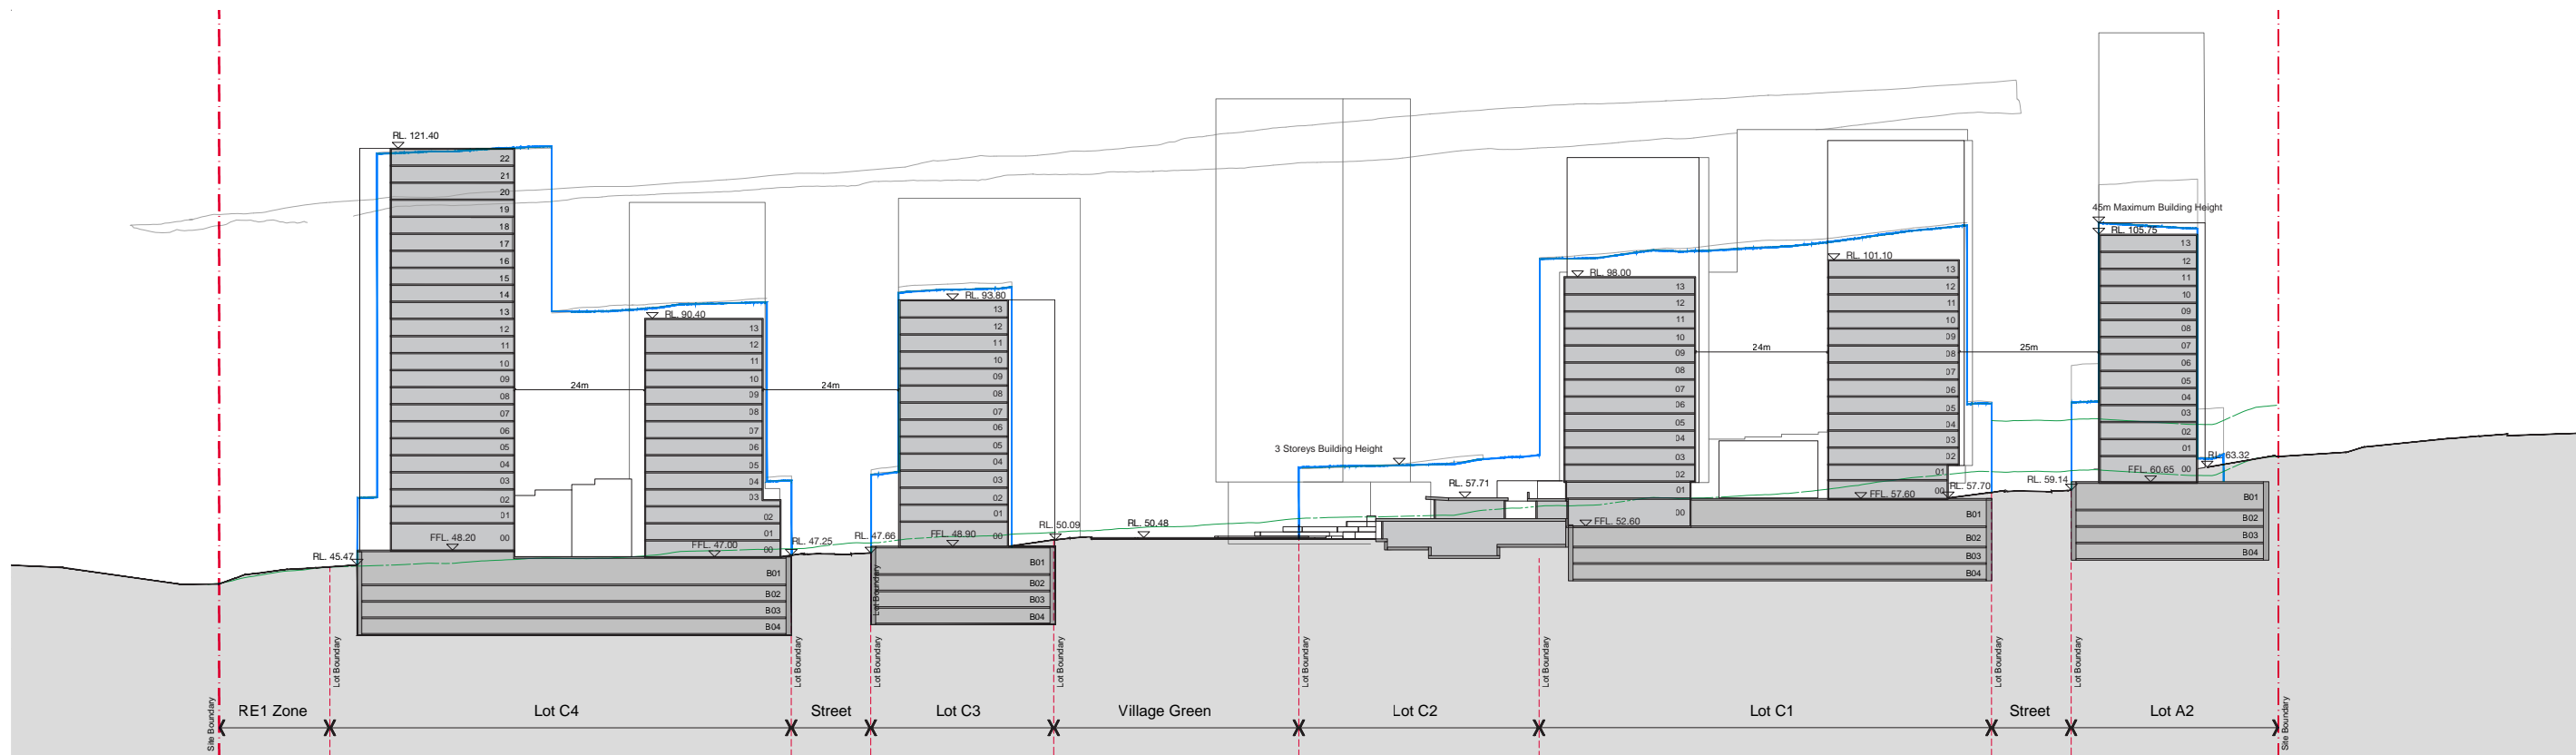 RL. 121.40
22
21
20
19
18
17
16
15
14
13
12
11
10
09
08
07
06
05
04
03
02
01
00
FFL. 48.20
RL. 45.47
24m
RL. 90.40
13
12
11
10
09
08
07
06
05
04
03
02
01
00
FFL. 47.00
RL. 47.25
B01
B02
B03
B04
24m
RL. 93.80
13
12
11
10
09
08
07
06
05
04
03
02
01
00
FFL. 48.90
RL. 47.66
RL. 50.09
B01
B02
B03
B04
RL. 50.48
3 Storeys Building Height
RL. 57.71
RL. 98.00
13
12
11
10
09
08
07
06
05
04
03
02
01
00
FFL. 52.60
24m
RL. 101.10
13
12
11
10
09
08
07
06
05
04
03
02
01
00
FFL. 57.60
RL. 57.70
B01
B02
B03
B04
25m
RL. 59.14
45m Maximum Building Height
RL. 105.75
13
12
11
10
09
08
07
06
05
04
03
02
01
00
FFL. 60.65
RL. 63.32
B01
B02
B03
B04
Site Boundary
Lot Boundary
Lot Boundary
Lot Boundary
Lot Boundary
Lot Boundary
Lot Boundary
Lot Boundary
Lot Boundary
Lot Boundary
Site Boundary
RE1 Zone
Lot C4
Street
Lot C3
Village Green
Lot C2
Lot C1
Street
Lot A2